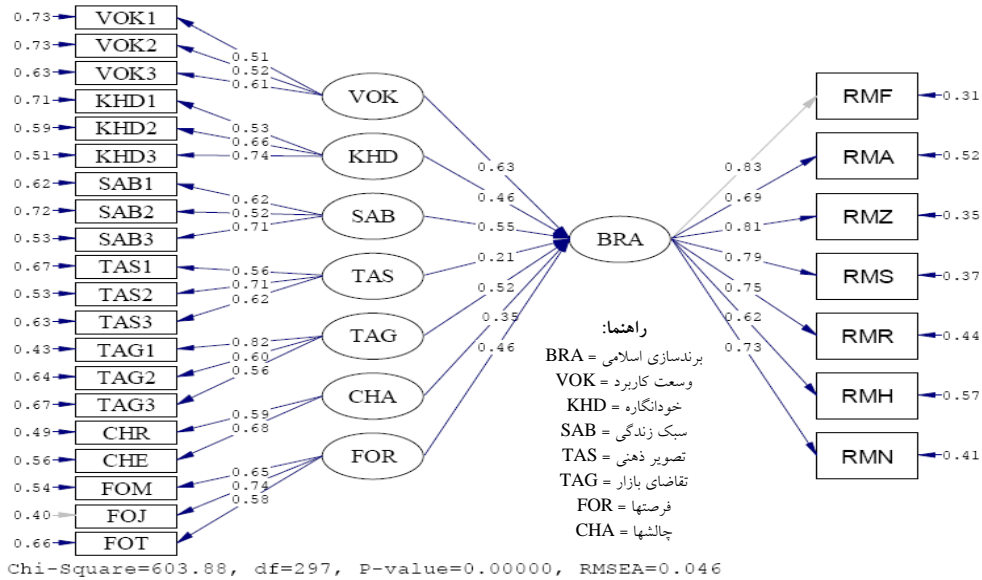 0.73 VOK1
0.73 VOK2
0.63 VOK3
0.71 KHD1
0.59 KHD2
0.51 KHD3
0.62 SAB1
0.72 SAB2
0.53 SAB3
0.67 TAS1
0.53 TAS2
0.63 TAS3
0.43 TAG1
0.64 TAG2
0.67 TAG3
0.49 CHR
0.56 CHE
0.54 FOM
0.40 FOJ
0.66 FOT
0.51
0.52
0.61
0.53
0.66
0.74
0.62
0.52
0.71
0.56
0.71
0.62
0.82
0.60
0.56
0.59
0.68
0.65
0.74
0.58
VOK
KHD
SAB
TAS
TAG
CHA
FOR
0.63
0.46
0.55
0.21
0.52
0.35
0.46
BRA
0.83
0.69
0.81
0.79
0.75
0.62
0.73
RMF 0.31
RMA 0.52
RMZ 0.35
RMS 0.37
RMR 0.44
RMH 0.57
RMN 0.41
راهنما:
برندسازی اسلامی = BRA
وسعت کاربرد = VOK
خودانگاره = KHD
سبک زندگی = SAB
تصویر ذهنی = TAS
تقاضای بازار = TAG
فرصتها = FOR
چالشها = CHA
Chi-Square=603.88, df=297, P-value=0.00000, RMSEA=0.046